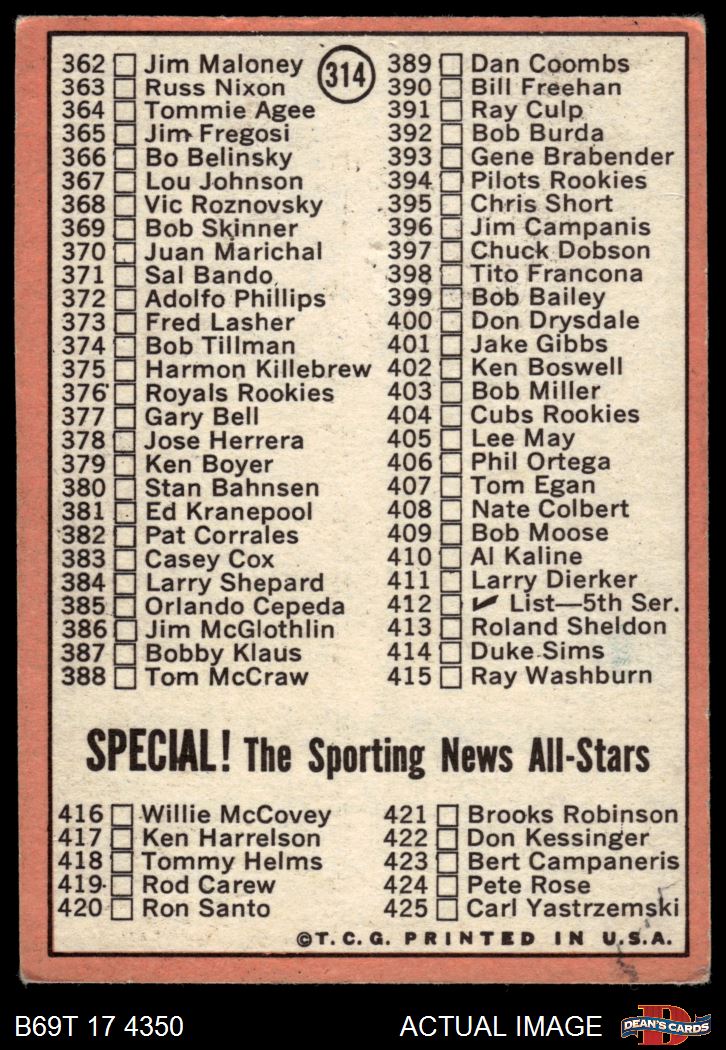 314
362 Jim Maloney
363 Russ Nixon
364 Tommie Agee
365 Jim Fregosi
366 Bo Belinsky
367 Lou Johnson
368 Vic Roznovsky
369 Bob Skinner
370 Juan Marichal
371 Sal Bando
372 Adolfo Phillips
373 Fred Lasher
374 Bob Tillman
375 Harmon Killebrew
376 Royals Rookies
377 Gary Bell
378 Jose Herrera
379 Ken Boyer
380 Stan Bahnsen
381 Ed Kranepool
382 Pat Corrales
383 Casey Cox
384 Larry Shepard
385 Orlando Cepeda
386 Jim McGlothlin
387 Bobby Klaus
388 Tom McCraw
389 Dan Coombs
390 Bill Freehan
391 Ray Culp
392 Bob Burda
393 Gene Brabender
394 Pilots Rookies
395 Chris Short
396 Jim Campanis
397 Chuck Dobson
398 Tito Francona
399 Bob Bailey
400 Don Drysdale
401 Jake Gibbs
402 Ken Boswell
403 Bob Miller
404 Cubs Rookies
405 Lee May
406 Phil Ortega
407 Tom Egan
408 Nate Colbert
409 Bob Moose
410 Al Kaline
411 Larry Dierker
412 ✔ List—5th Ser.
413 Roland Sheldon
414 Duke Sims
415 Ray Washburn
SPECIAL! The Sporting News All-Stars
416 Willie McCovey
417 Ken Harrelson
418 Tommy Helms
419 Rod Carew
420 Ron Santo
421 Brooks Robinson
422 Don Kessinger
423 Bert Campaneris
424 Pete Rose
425 Carl Yastrzemski
©T.C.G. PRINTED IN U.S.A.
B69T 17 4350
ACTUAL IMAGE
D
DEAN'S CARDS